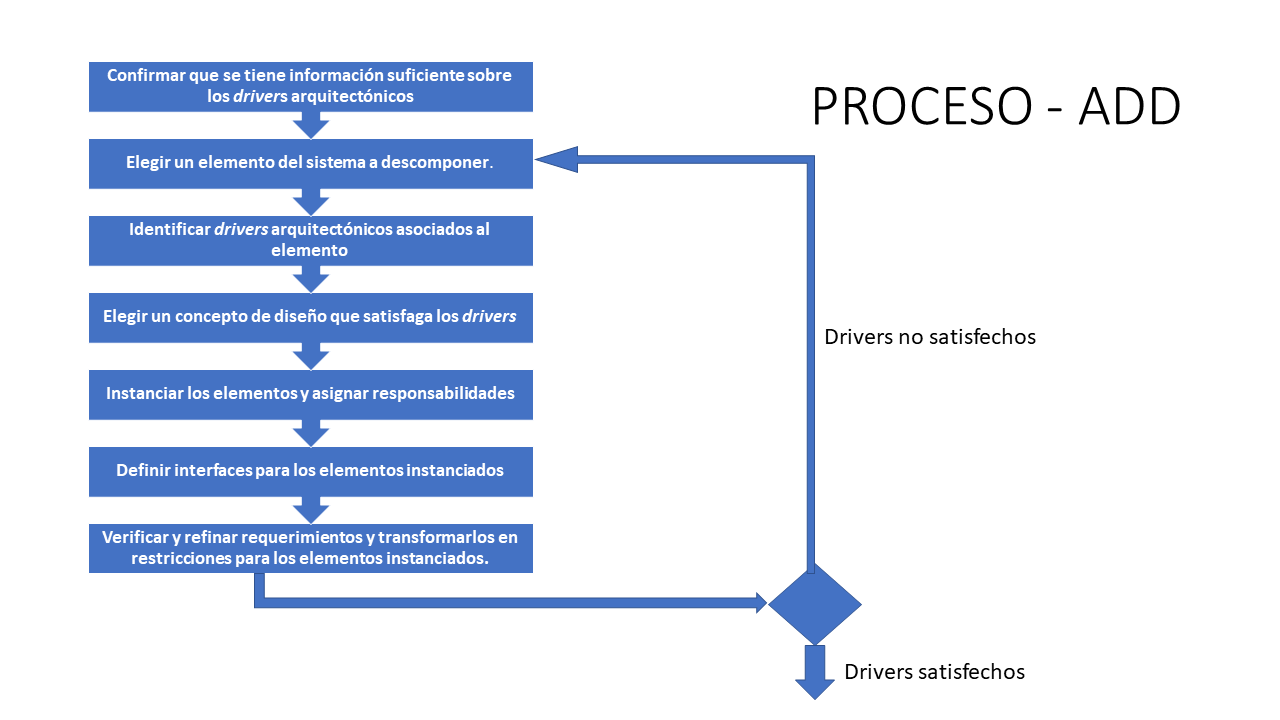 PROCESO - ADD
Confirmar que se tiene información suficiente sobre
los drivers arquitectónicos
Elegir un elemento del sistema a descomponer.
Identificar drivers arquitectónicos asociados al
elemento
Elegir un concepto de diseño que satisfaga los drivers
Instanciar los elementos y asignar responsabilidades
Definir interfaces para los elementos instanciados
Verificar y refinar requerimientos y transformarlos en
restricciones para los elementos instanciados.
Drivers no satisfechos
Drivers satisfechos